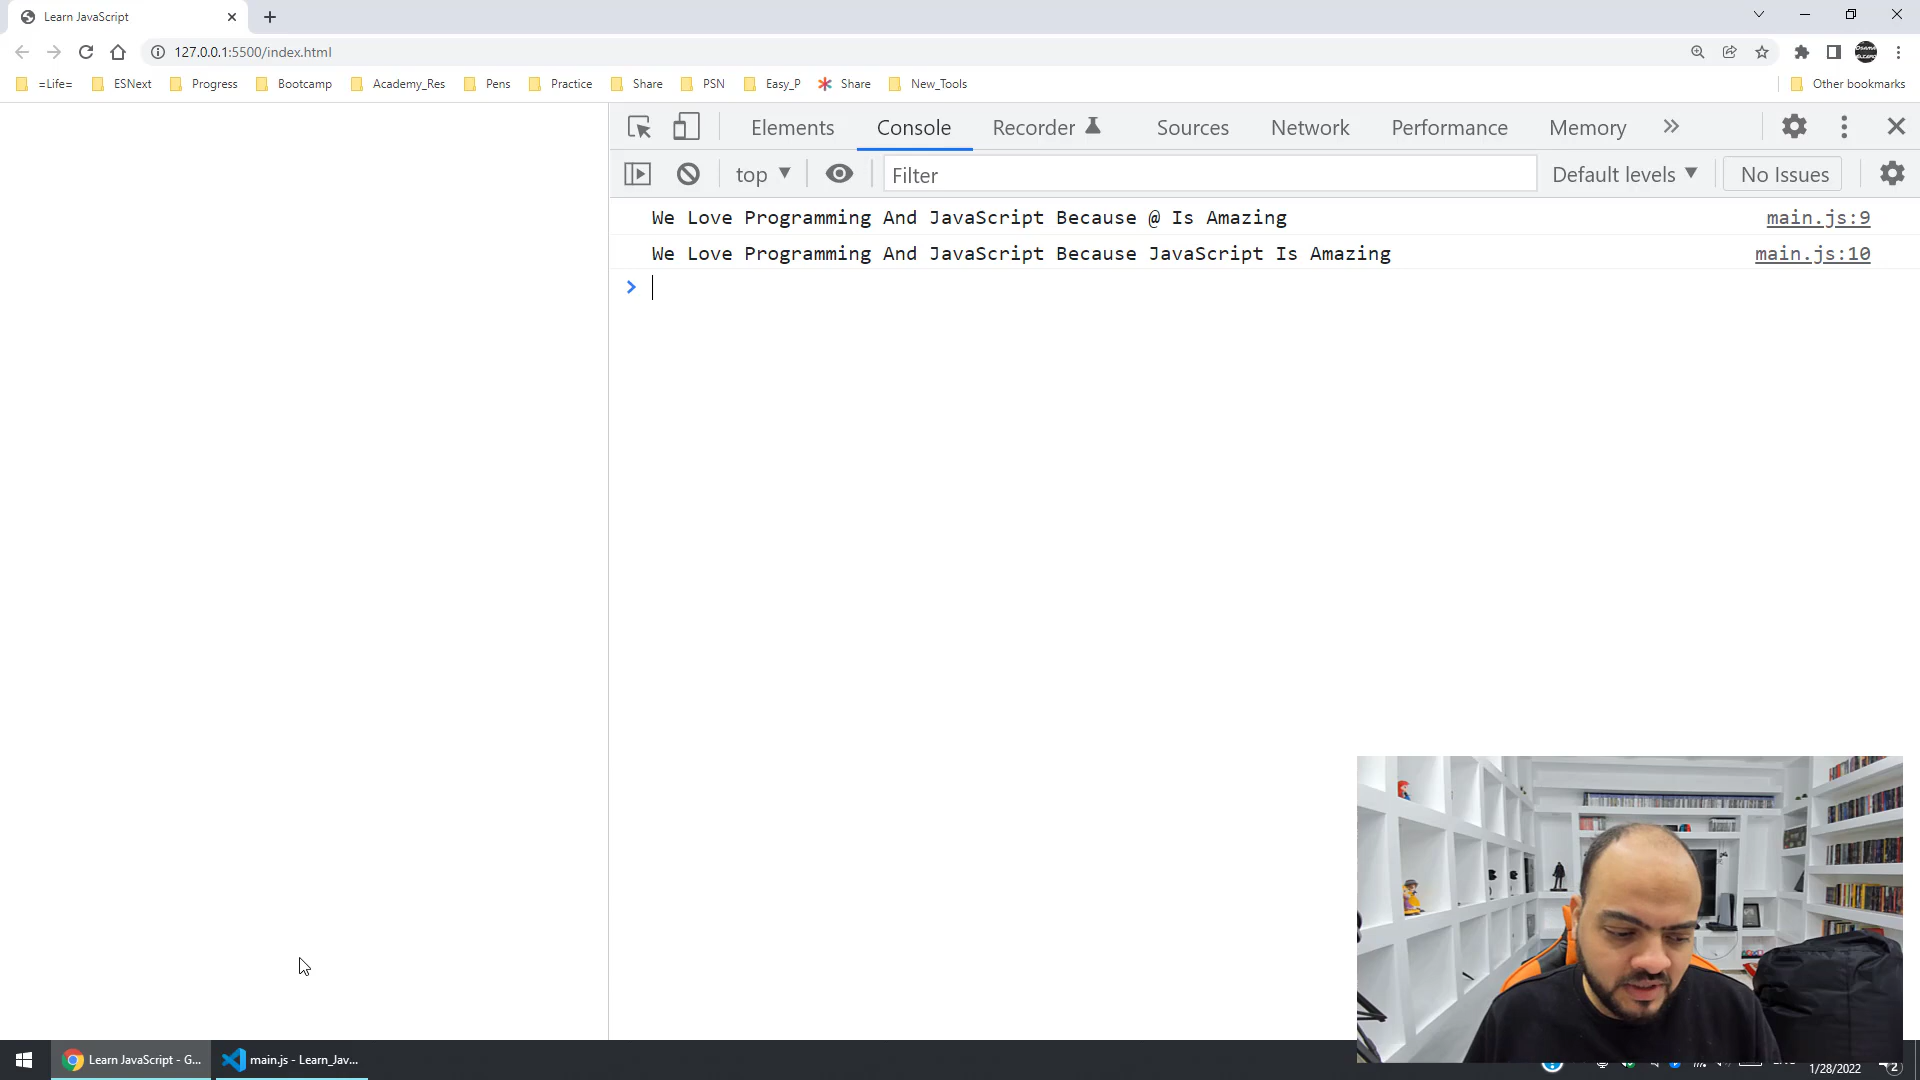 Learn JavaScript
127.0.0.1:5500/index.html
=Life= ESNext Progress Bootcamp Academy_Res Pens Practice Share PSN Easy_P Share New_Tools Other bookmarks
Elements Console Recorder Sources Network Performance Memory
top Filter Default levels No Issues
We Love Programming And JavaScript Because @ Is Amazing main.js:9
We Love Programming And JavaScript Because JavaScript Is Amazing main.js:10
Learn JavaScript - G... main.js - Learn_Jav...
1/28/2022 2